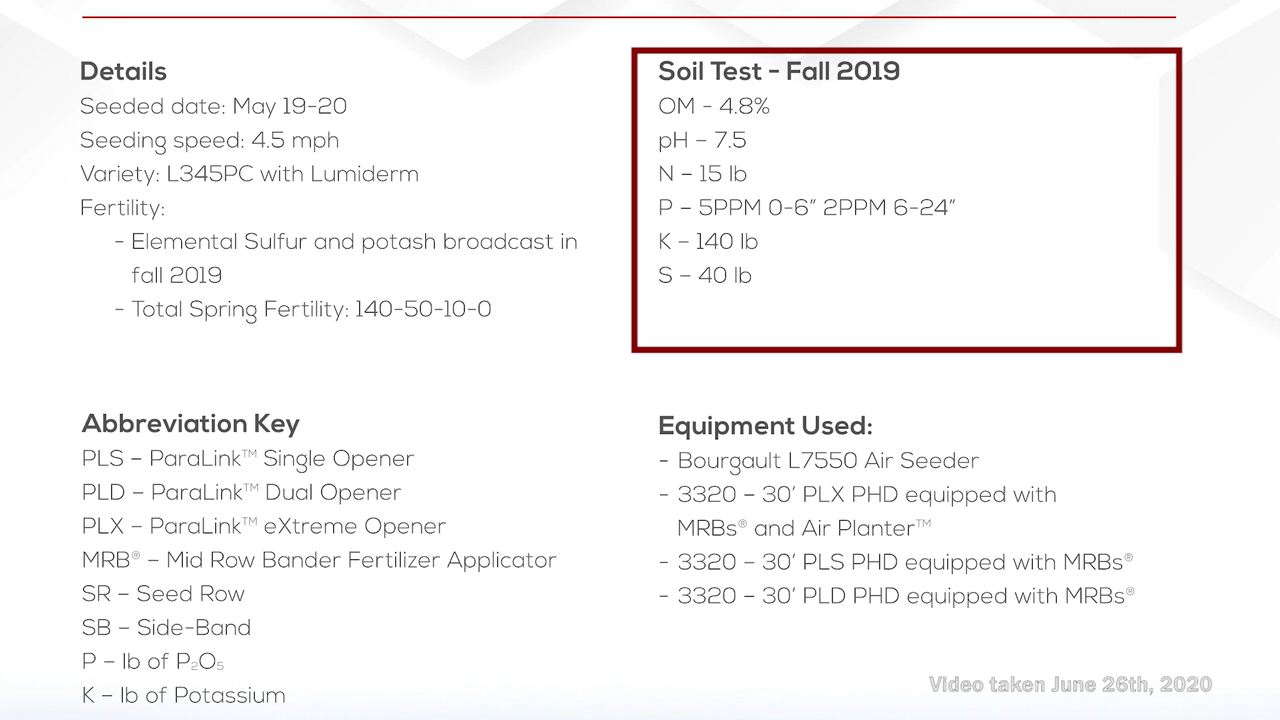 Details
Seeded date: May 19-20
Seeding speed: 4.5 mph
Variety: L345PC with Lumiderm
Fertility:
- Elemental Sulfur and potash broadcast in
fall 2019
- Total Spring Fertility: 140-50-10-0
Soil Test - Fall 2019
OM - 4.8%
pH – 7.5
N – 15 lb
P – 5PPM 0-6” 2PPM 6-24”
K – 140 lb
S – 40 lb
Abbreviation Key
PLS – ParaLink™ Single Opener
PLD – ParaLink™ Dual Opener
PLX – ParaLink™ eXtreme Opener
MRB® – Mid Row Bander Fertilizer Applicator
SR – Seed Row
SB – Side-Band
P – lb of P₂O₅
K – lb of Potassium
Equipment Used:
- Bourgault L7550 Air Seeder
- 3320 – 30’ PLX PHD equipped with
MRBs® and Air Planter™
- 3320 – 30’ PLS PHD equipped with MRBs®
- 3320 – 30’ PLD PHD equipped with MRBs®
Video taken June 26th, 2020